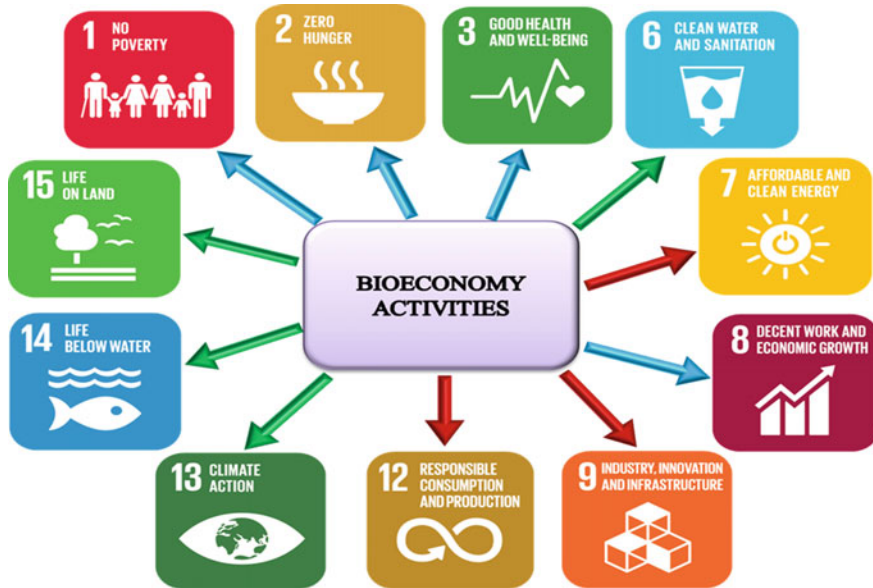 1 NO
POVERTY
2 ZERO
HUNGER
3 GOOD HEALTH
AND WELL-BEING
6 CLEAN WATER
AND SANITATION
15 LIFE
ON LAND
7 AFFORDABLE AND
CLEAN ENERGY
BIOECONOMY
ACTIVITIES
14 LIFE
BELOW WATER
8 DECENT WORK AND
ECONOMIC GROWTH
13 CLIMATE
ACTION
12 RESPONSIBLE
CONSUMPTION
AND PRODUCTION
9 INDUSTRY, INNOVATION
AND INFRASTRUCTURE